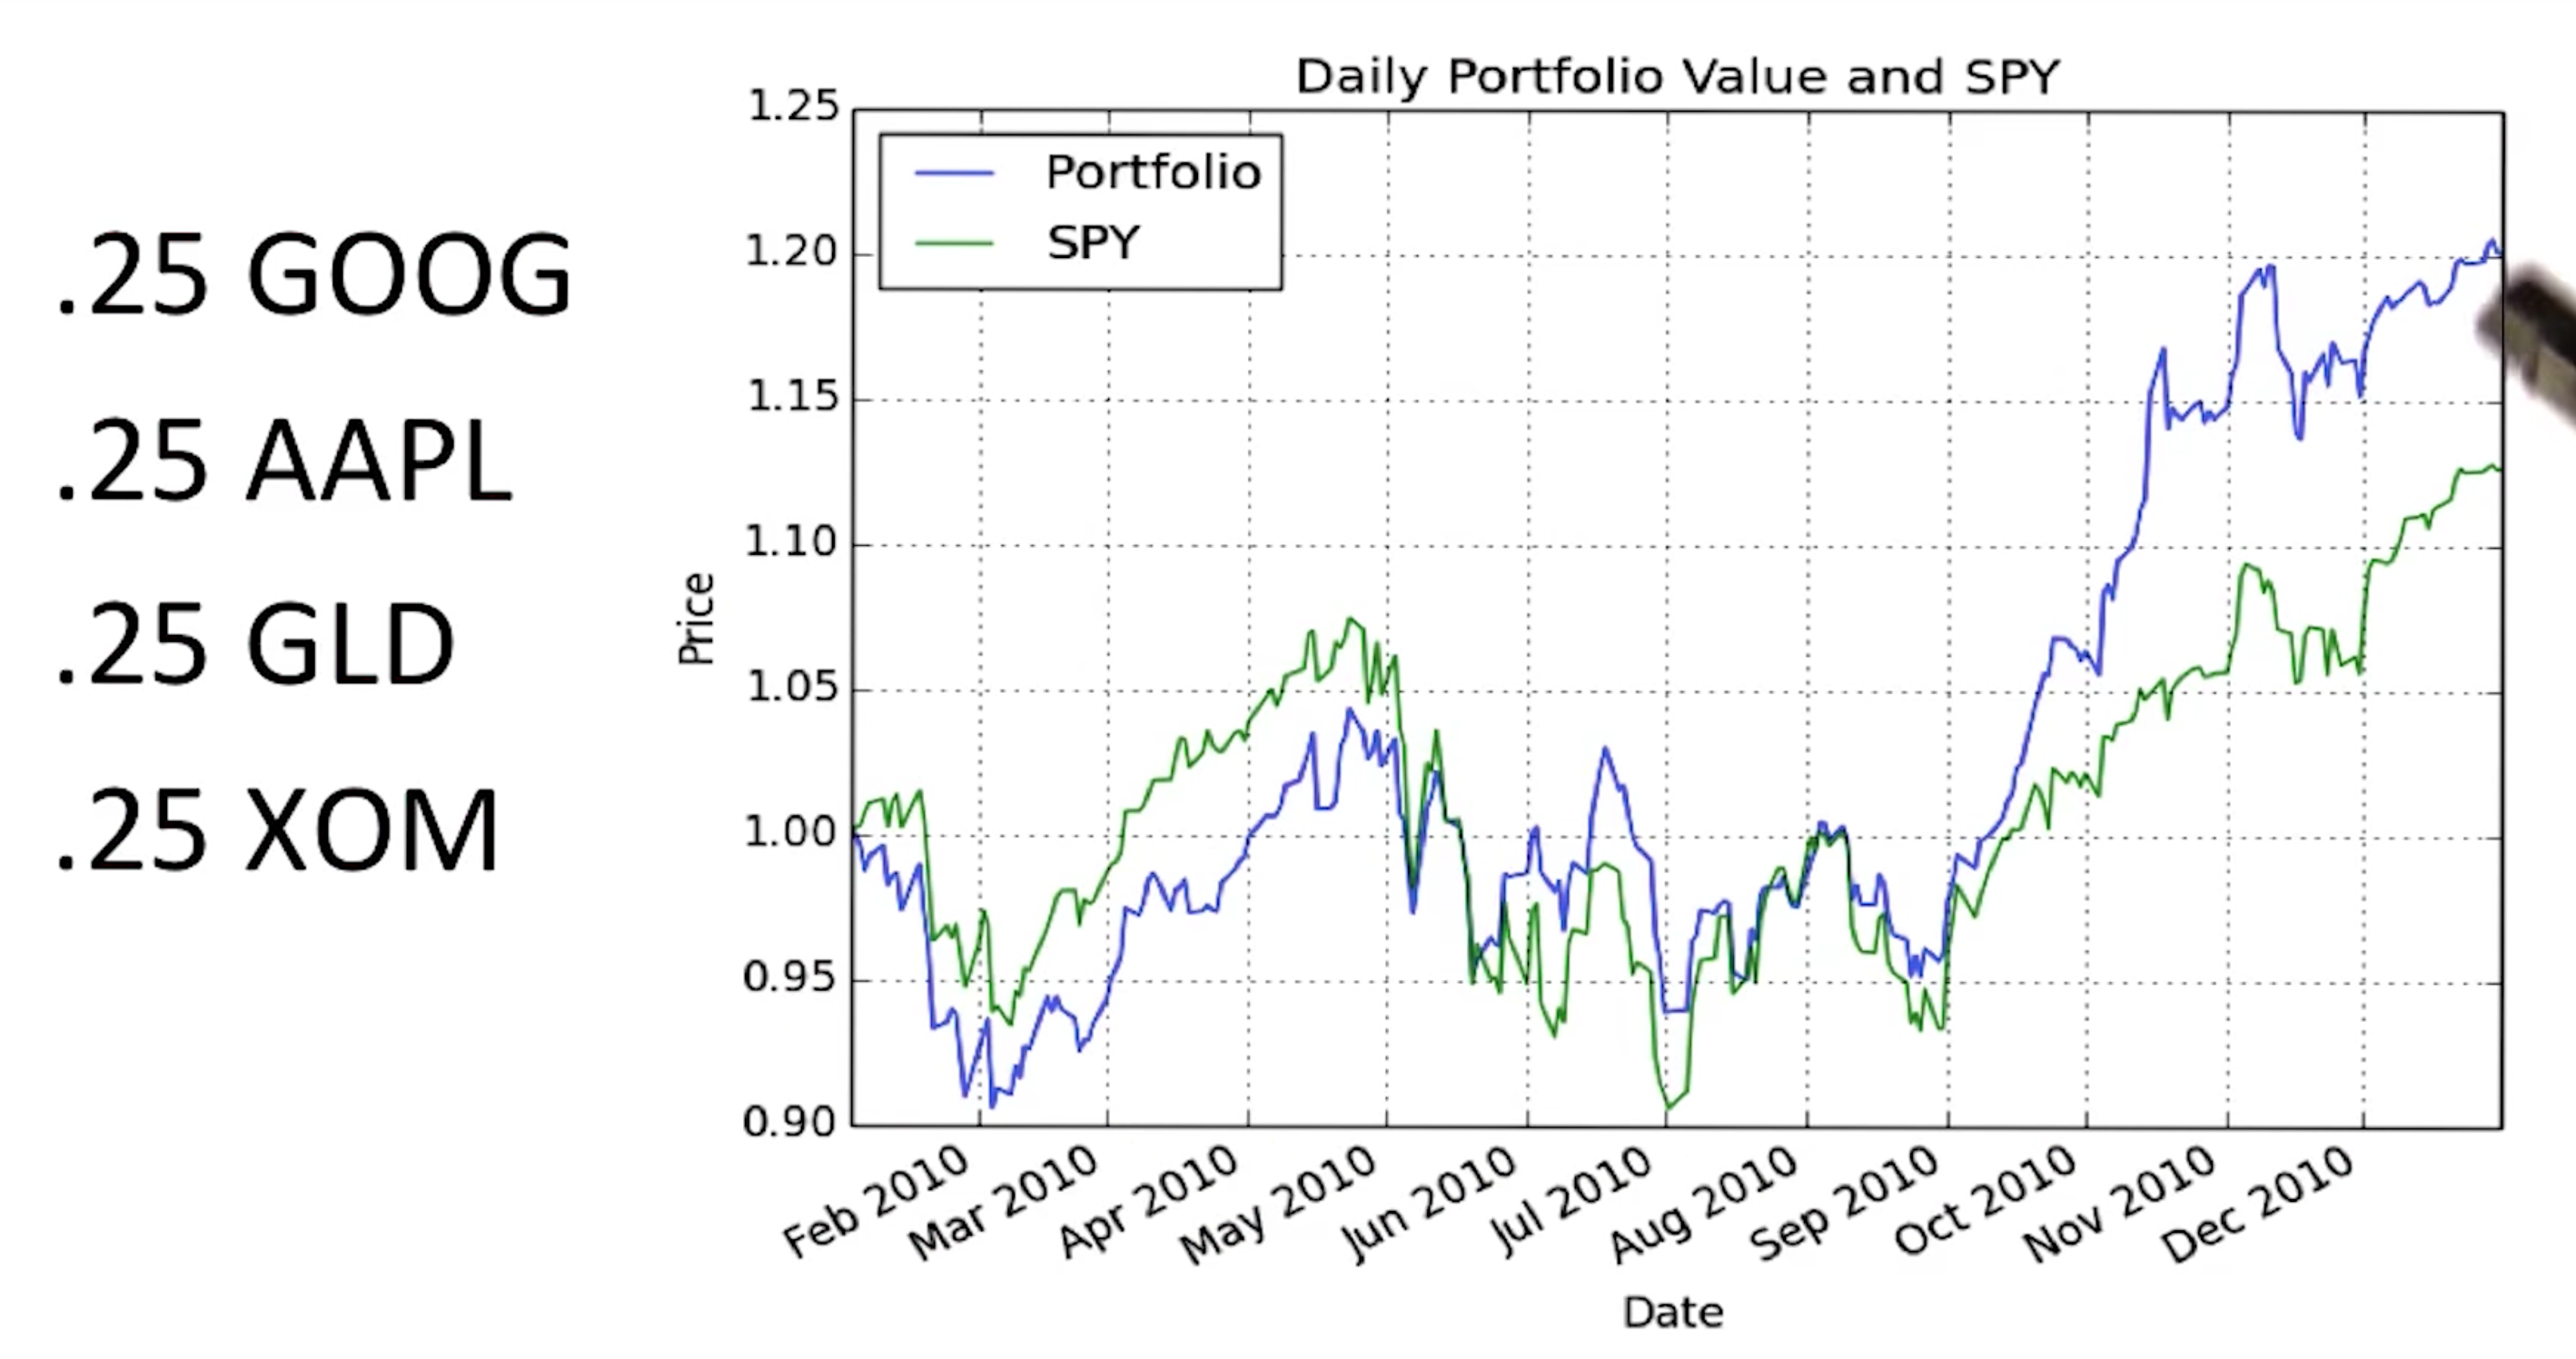 .25 GOOG
.25 AAPL
.25 GLD
.25 XOM
Daily Portfolio Value and SPY
Portfolio
SPY
1.25
1.20
1.15
1.10
1.05
1.00
0.95
0.90
Price
Feb 2010
Mar 2010
Apr 2010
May 2010
Jun 2010
Jul 2010
Aug 2010
Sep 2010
Oct 2010
Nov 2010
Dec 2010
Date